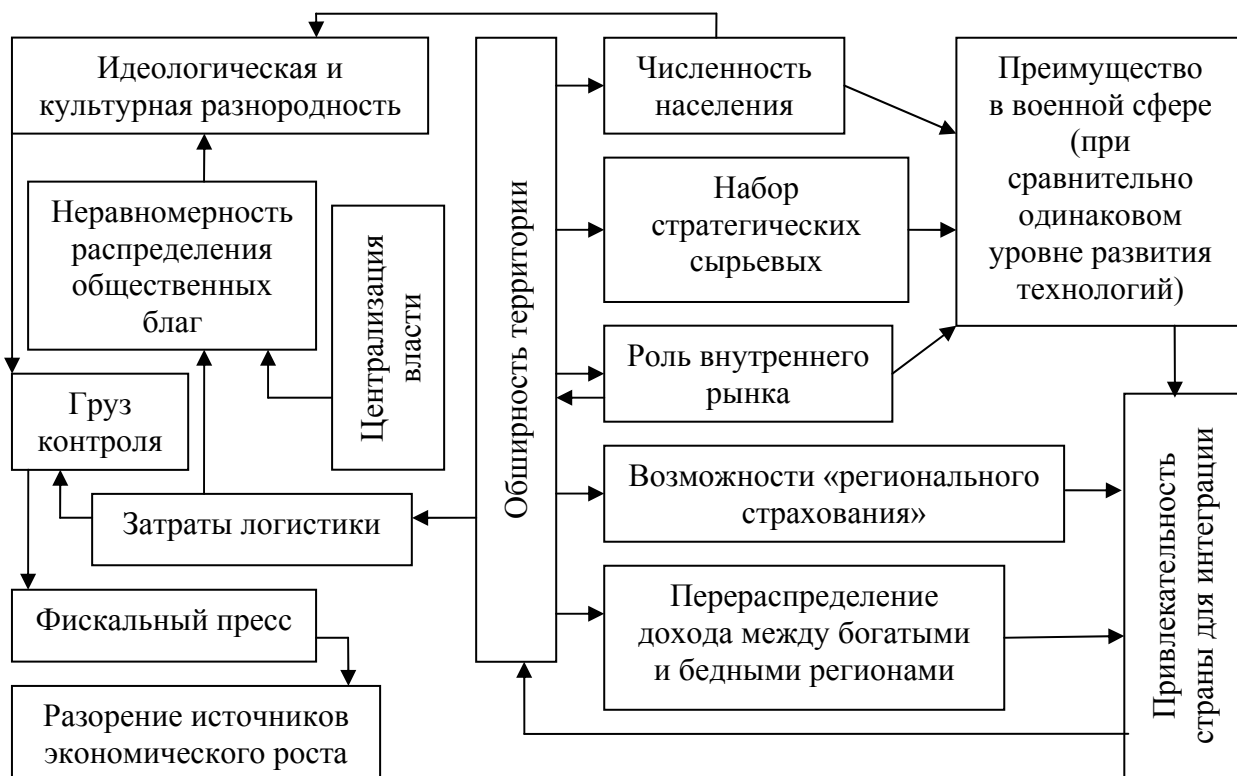 Идеологическая и
культурная разнородность
Неравномерность
распределения
общественных
благ
Централизация
власти
Груз
контроля
Затраты логистики
Фискальный пресс
Разорение источников
экономического роста
Обширность территории
Численность
населения
Набор
стратегических
сырьевых
Роль внутреннего
рынка
Возможности «регионального
страхования»
Перераспределение
дохода между богатыми
и бедными регионами
Преимущество
в военной сфере
(при
сравнительно
одинаковом
уровне развития
технологий)
Привлекательность
страны для интеграции